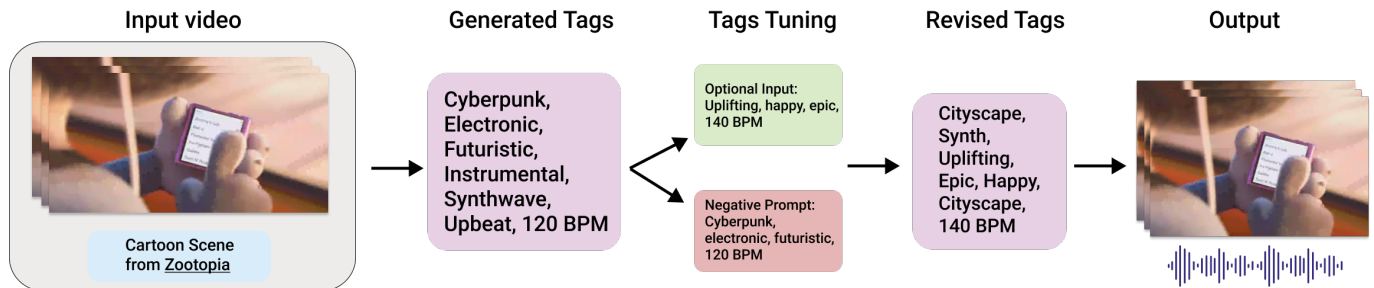 Input video
Generated Tags
Tags Tuning
Revised Tags
Output
Cartoon Scene
from Zootopia
Cyberpunk,
Electronic,
Futuristic,
Instrumental,
Synthwave,
Upbeat, 120 BPM
Optional Input:
Uplifting, happy, epic,
140 BPM
Negative Prompt:
Cyberpunk,
electronic, futuristic,
120 BPM
Cityscape,
Synth,
Uplifting,
Epic, Happy,
Cityscape,
140 BPM